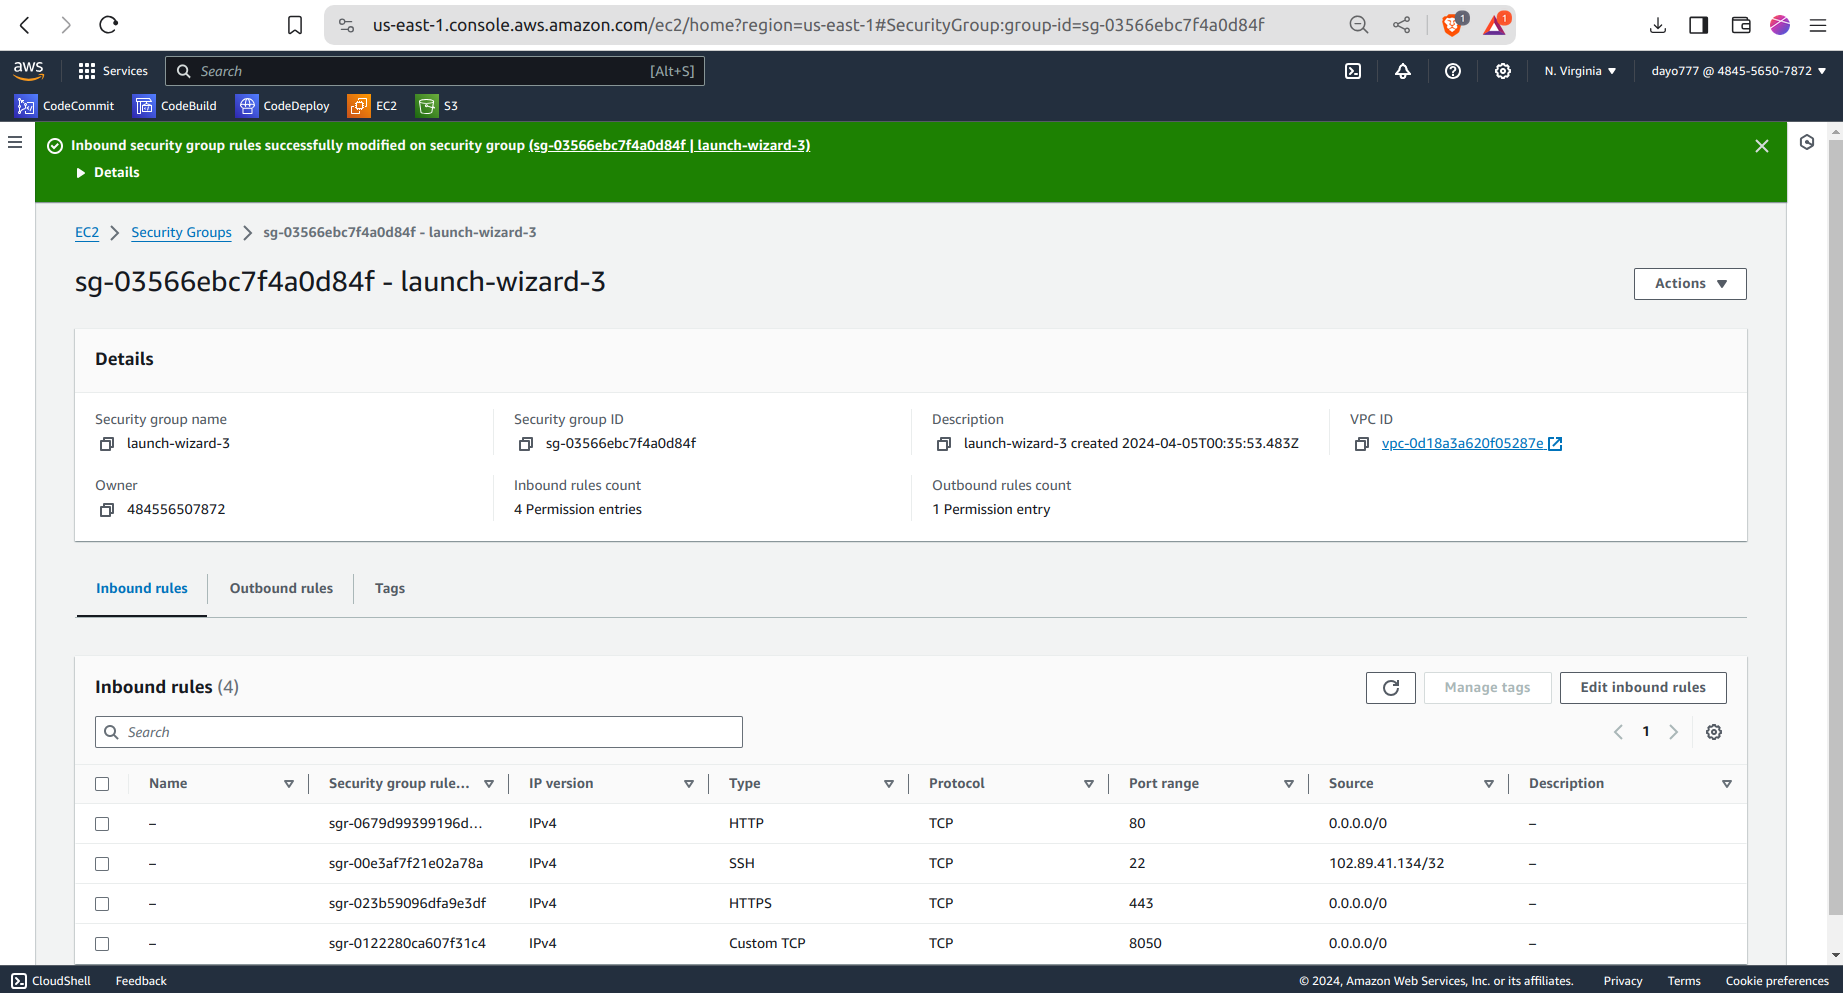 us-east-1.console.aws.amazon.com/ec2/home?region=us-east-1#SecurityGroup:group-id=sg-03566ebc7f4a0d84f
1
1
aws
Services
Search
[Alt+S]
N. Virginia
dayo777 @ 4845-5650-7872
CodeCommit
CodeBuild
CodeDeploy
EC2
S3
Inbound security group rules successfully modified on security group (sg-03566ebc7f4a0d84f | launch-wizard-3)
Details
EC2
Security Groups
sg-03566ebc7f4a0d84f - launch-wizard-3
sg-03566ebc7f4a0d84f - launch-wizard-3
Actions
Details
Security group name
launch-wizard-3
Security group ID
sg-03566ebc7f4a0d84f
Description
launch-wizard-3 created 2024-04-05T00:35:53.483Z
VPC ID
vpc-0d18a3a620f05287e
Owner
484556507872
Inbound rules count
4 Permission entries
Outbound rules count
1 Permission entry
Inbound rules
Outbound rules
Tags
Inbound rules (4)
Manage tags
Edit inbound rules
Search
1
Name Security group rule... IP version Type Protocol Port range Source Description
– sgr-0679d99399196d... IPv4 HTTP TCP 80 0.0.0.0/0 –
– sgr-00e3af7f21e02a78a IPv4 SSH TCP 22 102.89.41.134/32 –
– sgr-023b59096dfa9e3df IPv4 HTTPS TCP 443 0.0.0.0/0 –
– sgr-0122280ca607f31c4 IPv4 Custom TCP TCP 8050 0.0.0.0/0 –
CloudShell
Feedback
© 2024, Amazon Web Services, Inc. or its affiliates.
Privacy
Terms
Cookie preferences